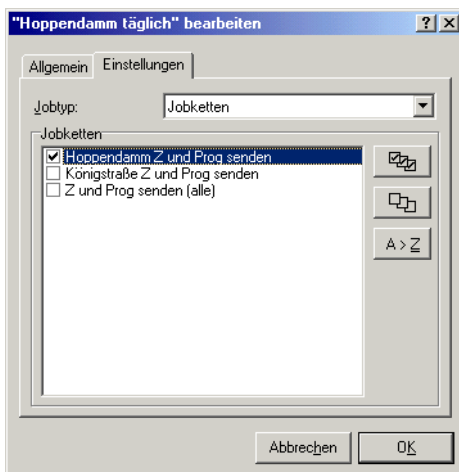 "Hoppendamm täglich" bearbeiten
Allgemein Einstellungen
Jobtyp: Jobketten
Jobketten
Hoppendamm Z und Prog senden
Königstraße Z und Prog senden
Z und Prog senden (alle)
A > Z
Abbrechen OK